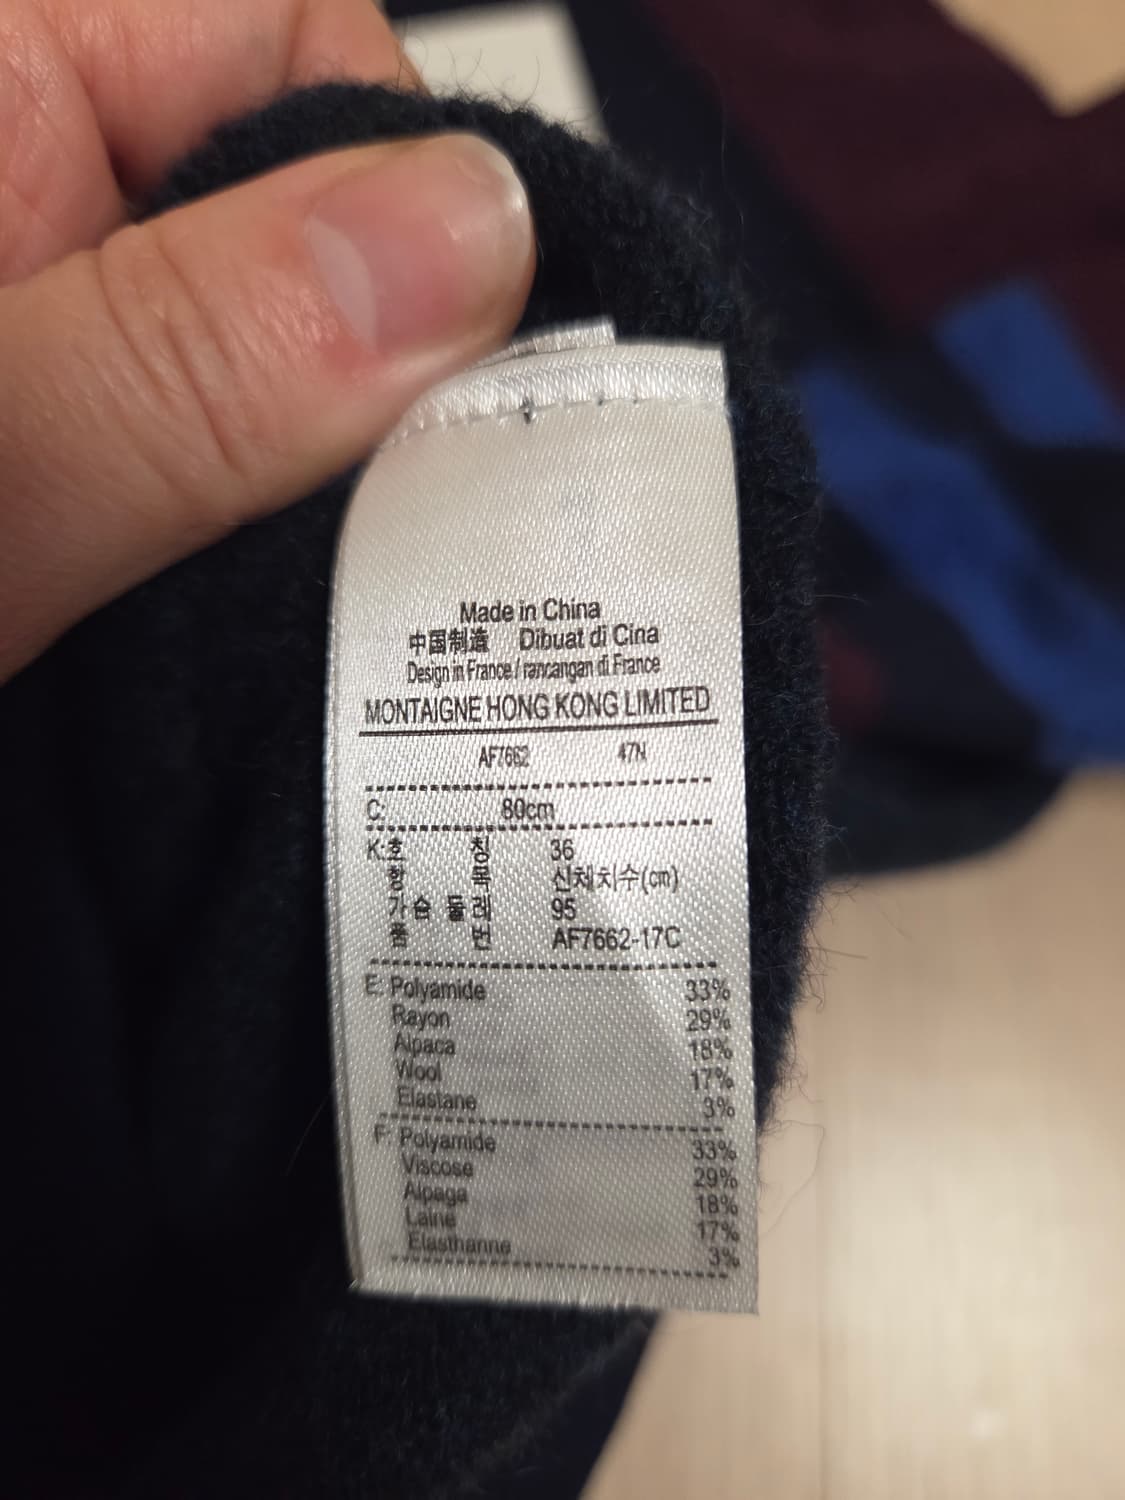 Made in China
中国制造 Dibuat di Cina
Design in France / rancangan di France
MONTAIGNE HONG KONG LIMITED
AF7662 47N
C: 80cm
K: 호 칭 36
항 목 신체치수(cm)
가 슴 둘 레 95
품 번 AF7662-17C
E: Polyamide 33%
Rayon 29%
Alpaca 18%
Wool 17%
Elastane 3%
F: Polyamide 33%
Viscose 29%
Alpaga 18%
Laine 17%
Elasthanne 3%